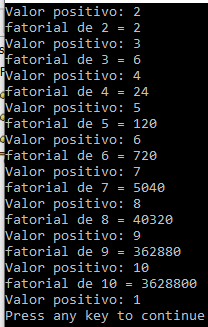 Valor positivo: 2
fatorial de 2 = 2
Valor positivo: 3
fatorial de 3 = 6
Valor positivo: 4
fatorial de 4 = 24
Valor positivo: 5
fatorial de 5 = 120
Valor positivo: 6
fatorial de 6 = 720
Valor positivo: 7
fatorial de 7 = 5040
Valor positivo: 8
fatorial de 8 = 40320
Valor positivo: 9
fatorial de 9 = 362880
Valor positivo: 10
fatorial de 10 = 3628800
Valor positivo: 1
Press any key to continue